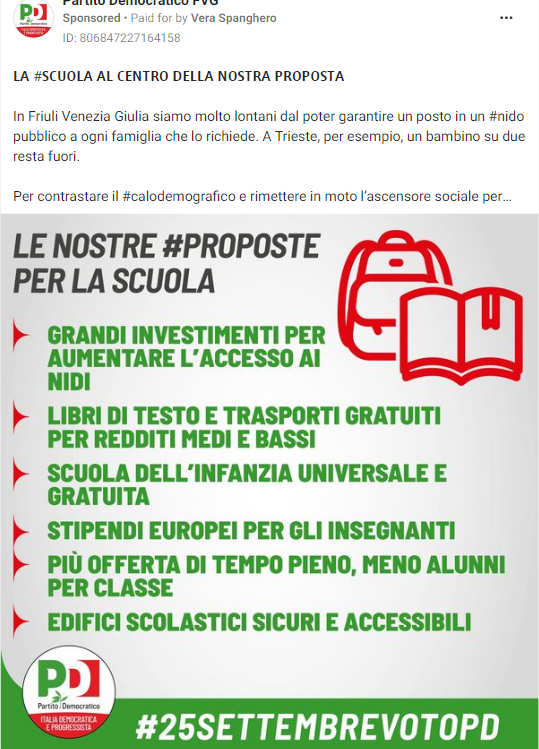 Partito Democratico FVG
Sponsored • Paid for by Vera Spanghero
ID: 806847227164158
LA #SCUOLA AL CENTRO DELLA NOSTRA PROPOSTA
In Friuli Venezia Giulia siamo molto lontani dal poter garantire un posto in un #nido
pubblico a ogni famiglia che lo richiede. A Trieste, per esempio, un bambino su due
resta fuori.
Per contrastare il #calodemografico e rimettere in moto l'ascensore sociale per...
LE NOSTRE #PROPOSTE
PER LA SCUOLA
GRANDI INVESTIMENTI PER
AUMENTARE L'ACCESSO AI
NIDI
LIBRI DI TESTO E TRASPORTI GRATUITI
PER REDDITI MEDI E BASSI
SCUOLA DELL'INFANZIA UNIVERSALE E
GRATUITA
STIPENDI EUROPEI PER GLI INSEGNANTI
PIÙ OFFERTA DI TEMPO PIENO, MENO ALUNNI
PER CLASSE
EDIFICI SCOLASTICI SICURI E ACCESSIBILI
PD
Partito Democratico
ITALIA DEMOCRATICA
E PROGRESSISTA
#25SETTEMBREVOTOPD